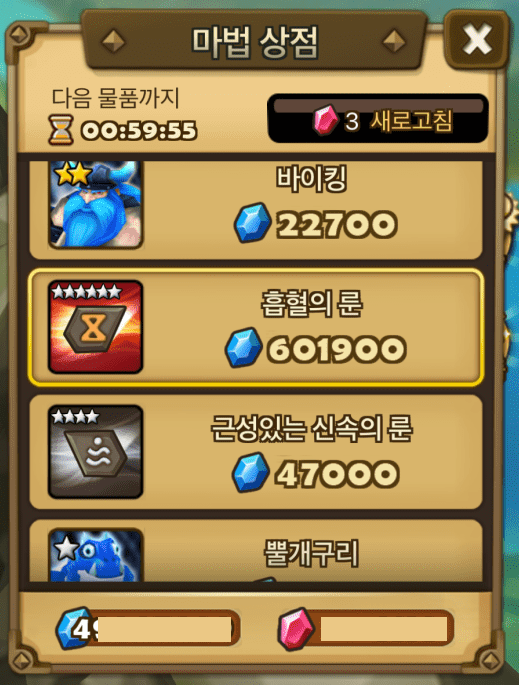 마법 상점
다음 물품까지
00:59:55
3 새로고침
바이킹
22700
흡혈의 룬
601900
근성있는 신속의 룬
47000
뿔개구리